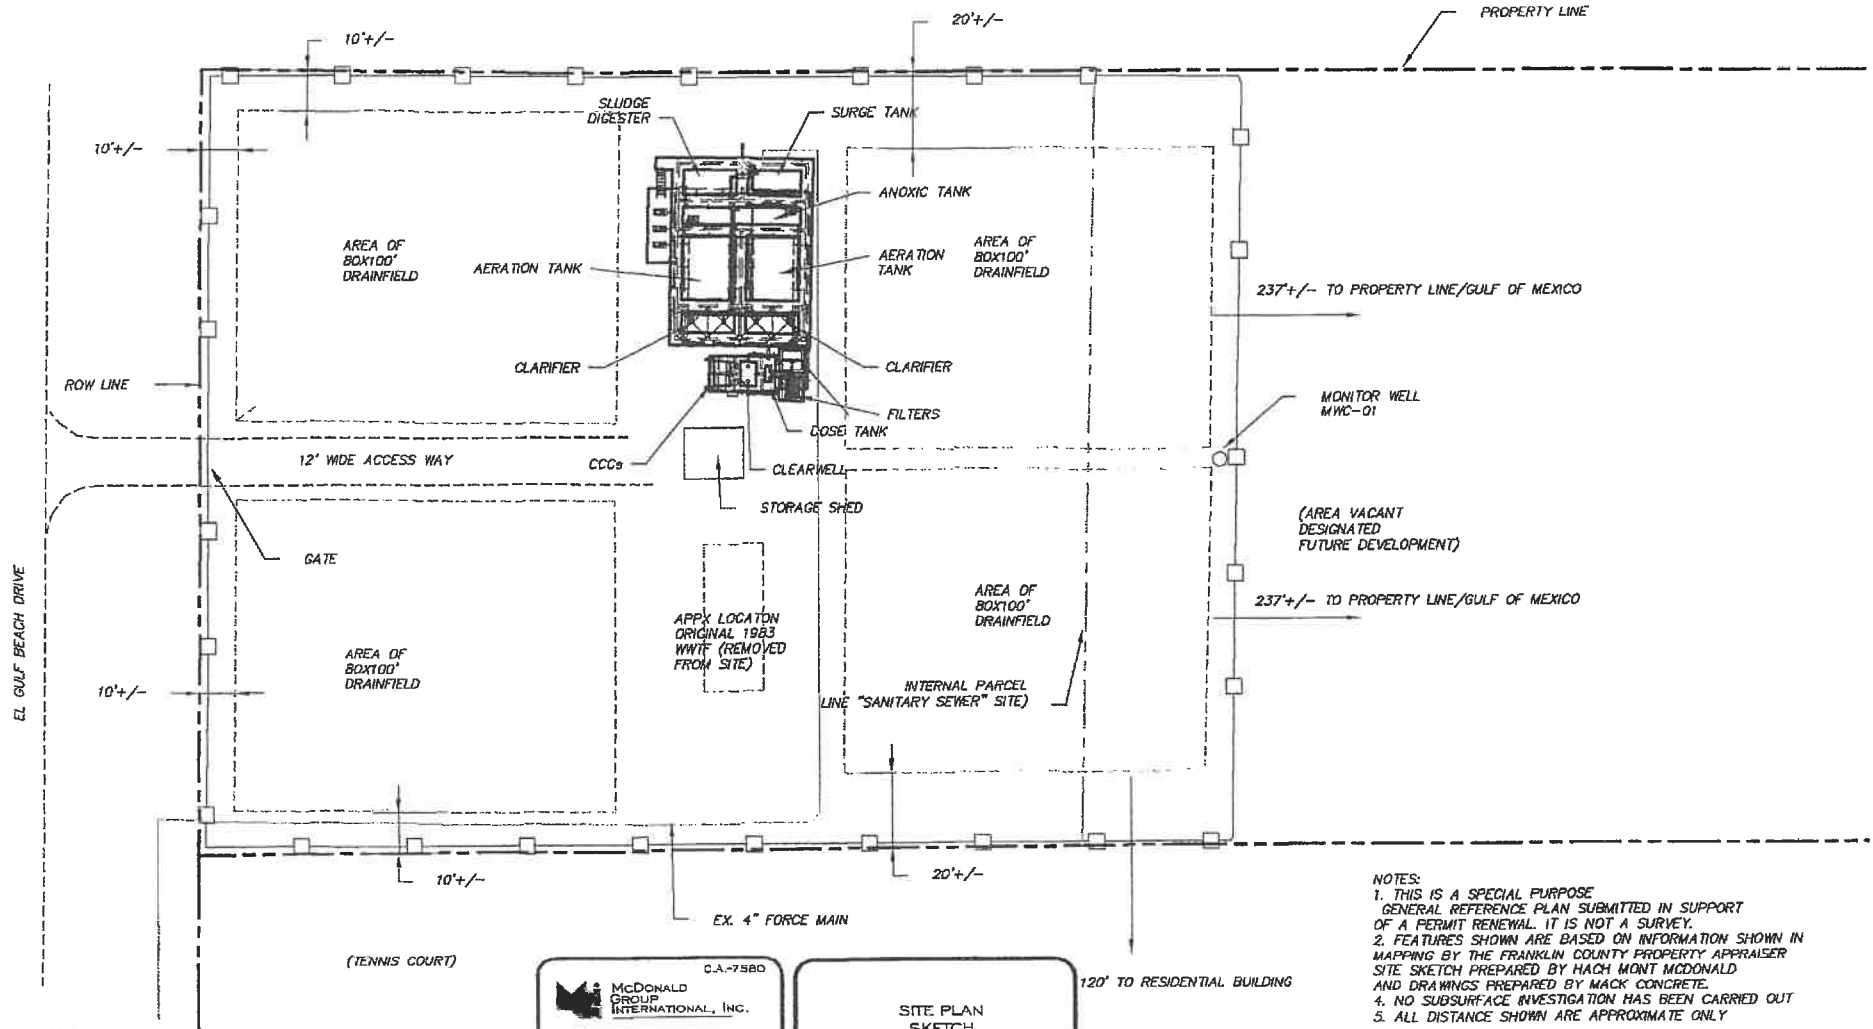 PROPERTY LINE
20'+/-
10'+/-
SLUDGE
DIGESTER
SURGE TANK
10'+/-
ANOXIC TANK
AREA OF
80X100'
DRAINFIELD
AERATION TANK
AERATION
TANK
AREA OF
80X100'
DRAINFIELD
237'+/- TO PROPERTY LINE/GULF OF MEXICO
CLARIFIER
CLARIFIER
ROW LINE
MONITOR WELL
MWC-01
FILTERS
DOSE TANK
12' WIDE ACCESS WAY
CCCs
CLEARWELL
STORAGE SHED
(AREA VACANT
DESIGNATED
FUTURE DEVELOPMENT)
GATE
EL GULF BEACH DRIVE
237'+/- TO PROPERTY LINE/GULF OF MEXICO
AREA OF
80X100'
DRAINFIELD
APPX LOCATON
ORIGINAL 1983
WWTF (REMOVED
FROM SITE)
AREA OF
80X100'
DRAINFIELD
10'+/-
INTERNAL PARCEL
LINE "SANITARY SEWER" SITE)
10'+/-
20'+/-
EX. 4" FORCE MAIN
(TENNIS COURT)
120' TO RESIDENTIAL BUILDING
C.A.-7580
MCDONALD
GROUP
INTERNATIONAL, INC.
SITE PLAN
SKETCH
NOTES:
1. THIS IS A SPECIAL PURPOSE
GENERAL REFERENCE PLAN SUBMITTED IN SUPPORT
OF A PERMIT RENEWAL. IT IS NOT A SURVEY.
2. FEATURES SHOWN ARE BASED ON INFORMATION SHOWN IN
MAPPING BY THE FRANKLIN COUNTY PROPERTY APPRAISER
SITE SKETCH PREPARED BY HACH MONT MCDONALD
AND DRAWINGS PREPARED BY MACK CONCRETE.
4. NO SUBSURFACE INVESTIGATION HAS BEEN CARRIED OUT
5. ALL DISTANCE SHOWN ARE APPROXIMATE ONLY